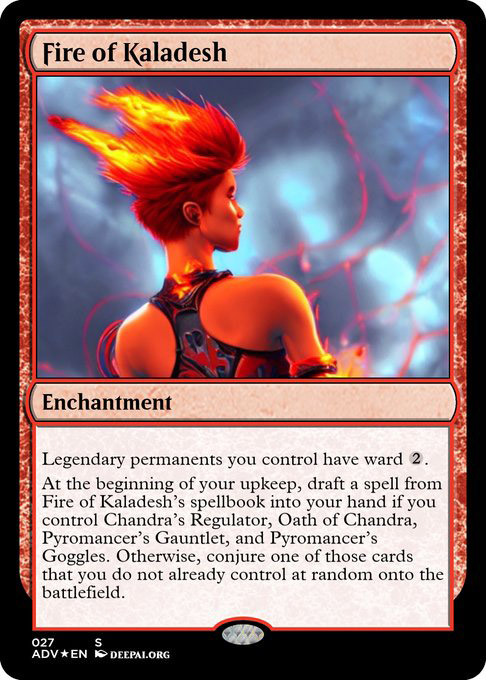 Fire of Kaladesh
Enchantment
Legendary permanents you control have ward 2.
At the beginning of your upkeep, draft a spell from
Fire of Kaladesh's spellbook into your hand if you
control Chandra's Regulator, Oath of Chandra,
Pyromancer's Gauntlet, and Pyromancer's
Goggles. Otherwise, conjure one of those cards
that you do not already control at random onto the
battlefield.
027 S
ADV★EN DEEPAI.ORG